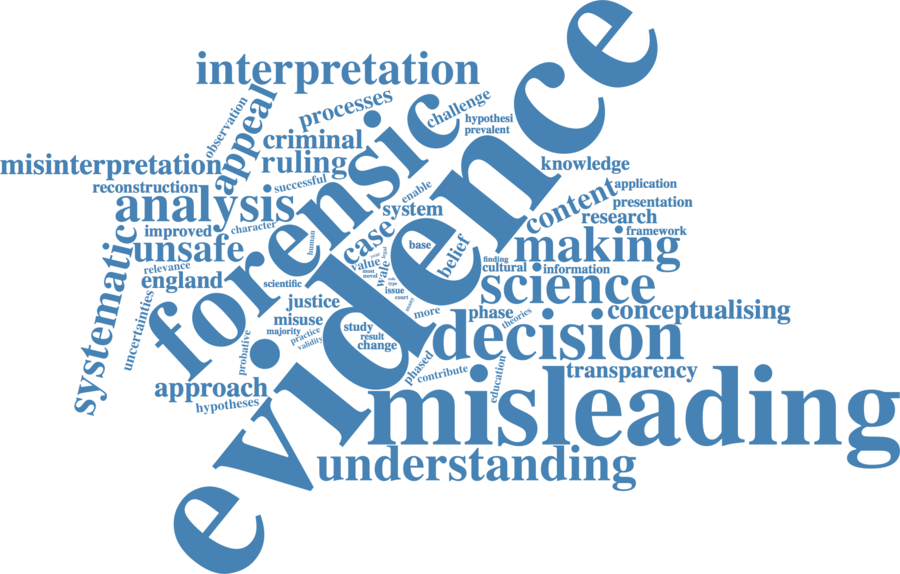 evidence
interpretation
processes
challenge
observation
appeal
forensic
hypothesi
prevalent
criminal
ruling
misinterpretation
knowledge
reconstruction
successful
enable
content
application
analysis
system
presentation
research
improved
character
case
framework
unsafe
human
base
belief
making
systematic
relevance
value
wale
finding
cultural
information
england
scientific
most
novel
issue
court
science
uncertainties
justice
more
phase
theories
conceptualising
misuse
majority
practice
validity
study
result
change
decision
probative
approach
phased
contribute
education
transparency
hypotheses
misleading
understanding